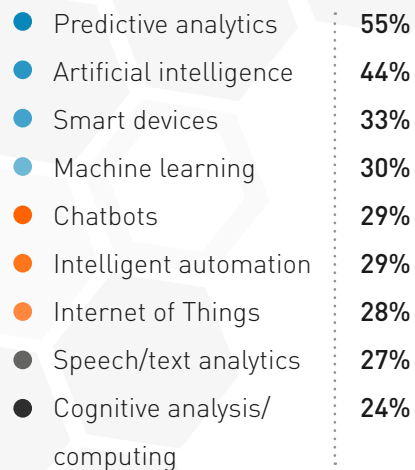 Predictive analytics 55%
Artificial intelligence 44%
Smart devices 33%
Machine learning 30%
Chatbots 29%
Intelligent automation 29%
Internet of Things 28%
Speech/text analytics 27%
Cognitive analysis/ 24%
computing